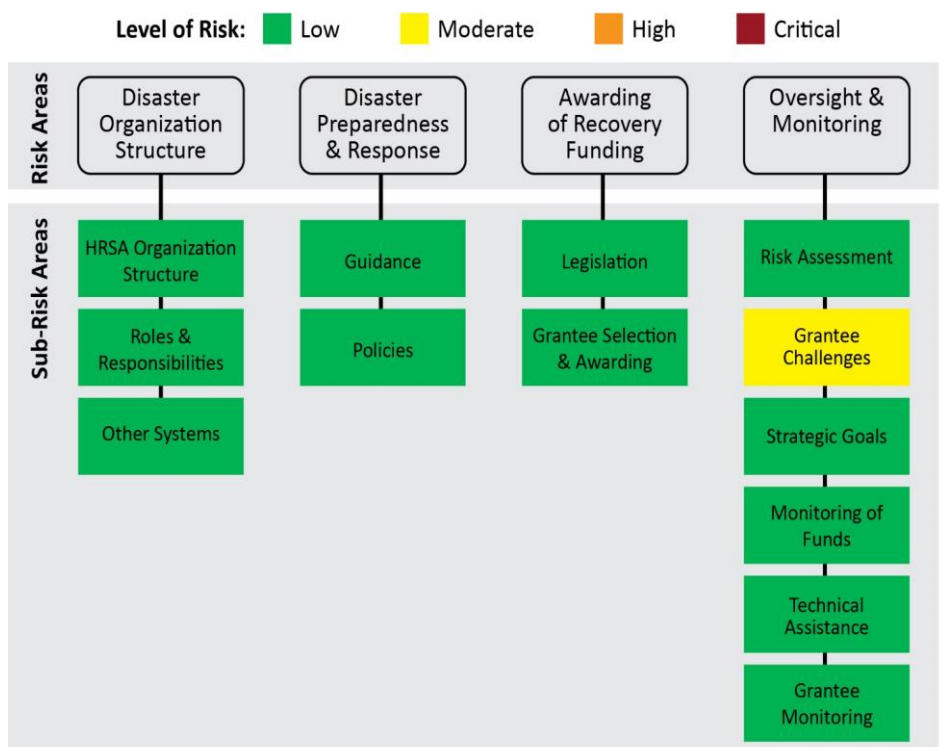 Level of Risk: Low Moderate High Critical
Risk Areas
Disaster
Organization
Structure
Disaster
Preparedness
& Response
Awarding
of Recovery
Funding
Oversight &
Monitoring
Sub-Risk Areas
HRSA Organization
Structure
Roles &
Responsibilities
Other Systems
Guidance
Policies
Legislation
Grantee Selection
& Awarding
Risk Assessment
Grantee
Challenges
Strategic Goals
Monitoring of
Funds
Technical
Assistance
Grantee
Monitoring